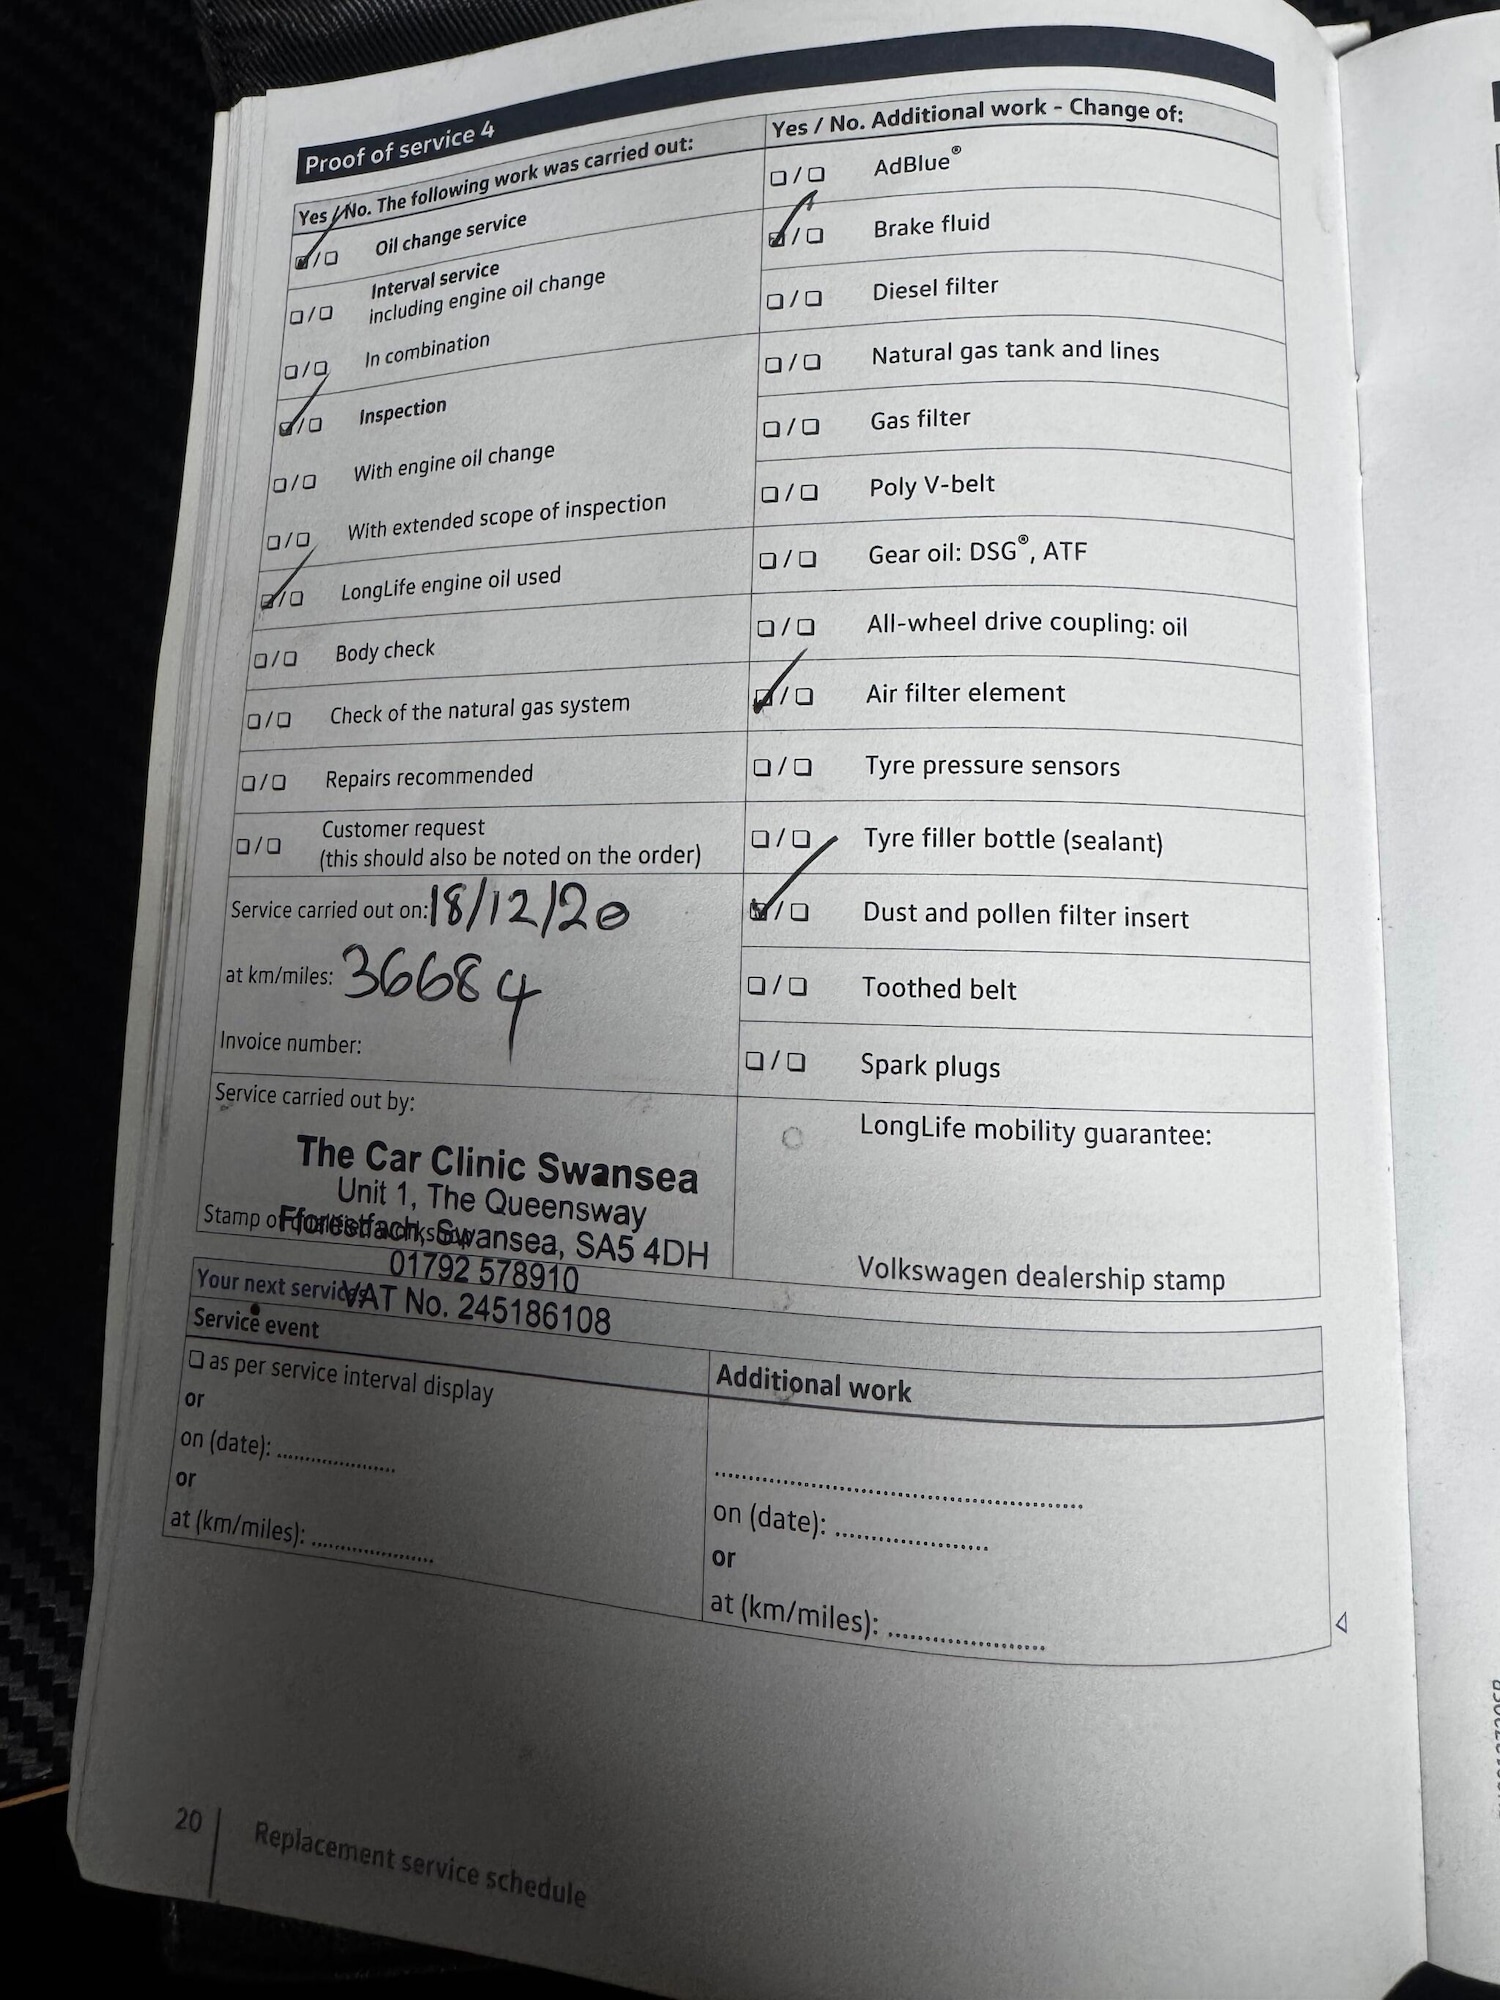 Proof of service 4
Yes / No. The following work was carried out:
☑/☐ Oil change service
☐/☐ Interval service
including engine oil change
☐/☐ In combination
☑/☐ Inspection
☐/☐ With engine oil change
☐/☐ With extended scope of inspection
☑/☐ LongLife engine oil used
☐/☐ Body check
☐/☐ Check of the natural gas system
☐/☐ Repairs recommended
☐/☐ Customer request
(this should also be noted on the order)
Service carried out on: 18/12/20
at km/miles: 36684
Invoice number:
Service carried out by:
The Car Clinic Swansea
Unit 1, The Queensway
Fforestfach, Swansea, SA5 4DH
01792 578910
VAT No. 245186108
Stamp of
Yes / No. Additional work - Change of:
☐/☐ AdBlue®
☑/☐ Brake fluid
☐/☐ Diesel filter
☐/☐ Natural gas tank and lines
☐/☐ Gas filter
☐/☐ Poly V-belt
☐/☐ Gear oil: DSG®, ATF
☐/☐ All-wheel drive coupling: oil
☑/☐ Air filter element
☐/☐ Tyre pressure sensors
☐/☐ Tyre filler bottle (sealant)
☑/☐ Dust and pollen filter insert
☐/☐ Toothed belt
☐/☐ Spark plugs
LongLife mobility guarantee:
Volkswagen dealership stamp
Your next services
Service event
☐ as per service interval display
or
on (date): ....................
or
at (km/miles): ....................
Additional work
............................................................
on (date): ....................
or
at (km/miles): ....................
20
Replacement service schedule